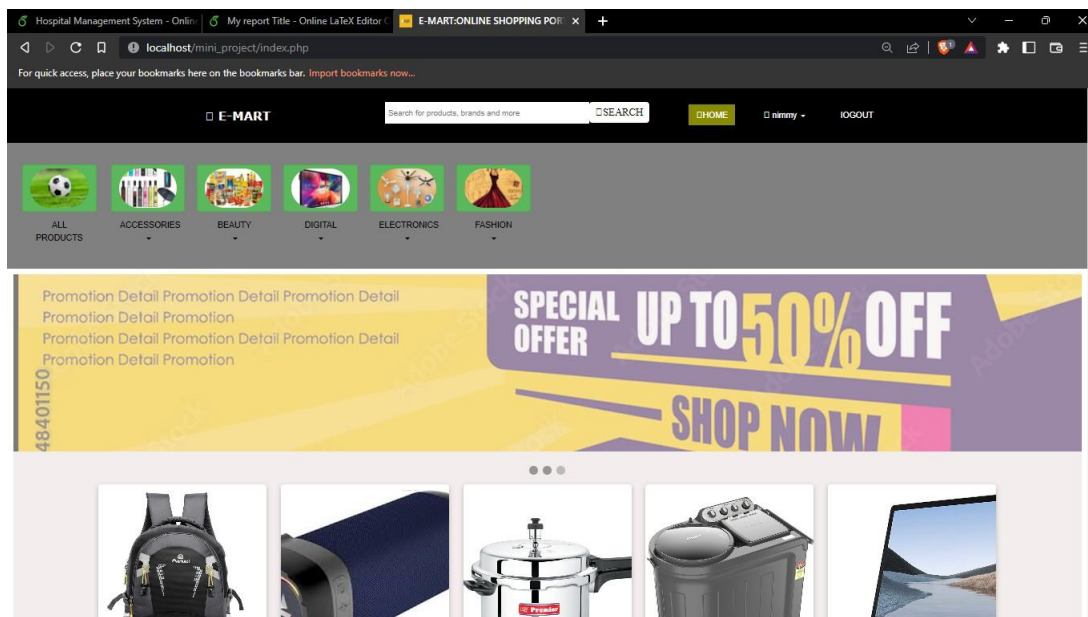 Hospital Management System - Onlin
My report Title - Online LaTeX Editor
E-MART:ONLINE SHOPPING POR
localhost/mini_project/index.php
For quick access, place your bookmarks here on the bookmarks bar. Import bookmarks now...
E-MART
Search for products, brands and more
SEARCH
HOME
nimmy
lOGOUT
ALL
PRODUCTS
ACCESSORIES
BEAUTY
DIGITAL
ELECTRONICS
FASHION
Promotion Detail Promotion Detail Promotion Detail
Promotion Detail Promotion
Promotion Detail Promotion Detail Promotion Detail
Promotion Detail Promotion
48401150
SPECIAL
OFFER
UP TO 50% OFF
SHOP NOW
Adobe Stock
Premier